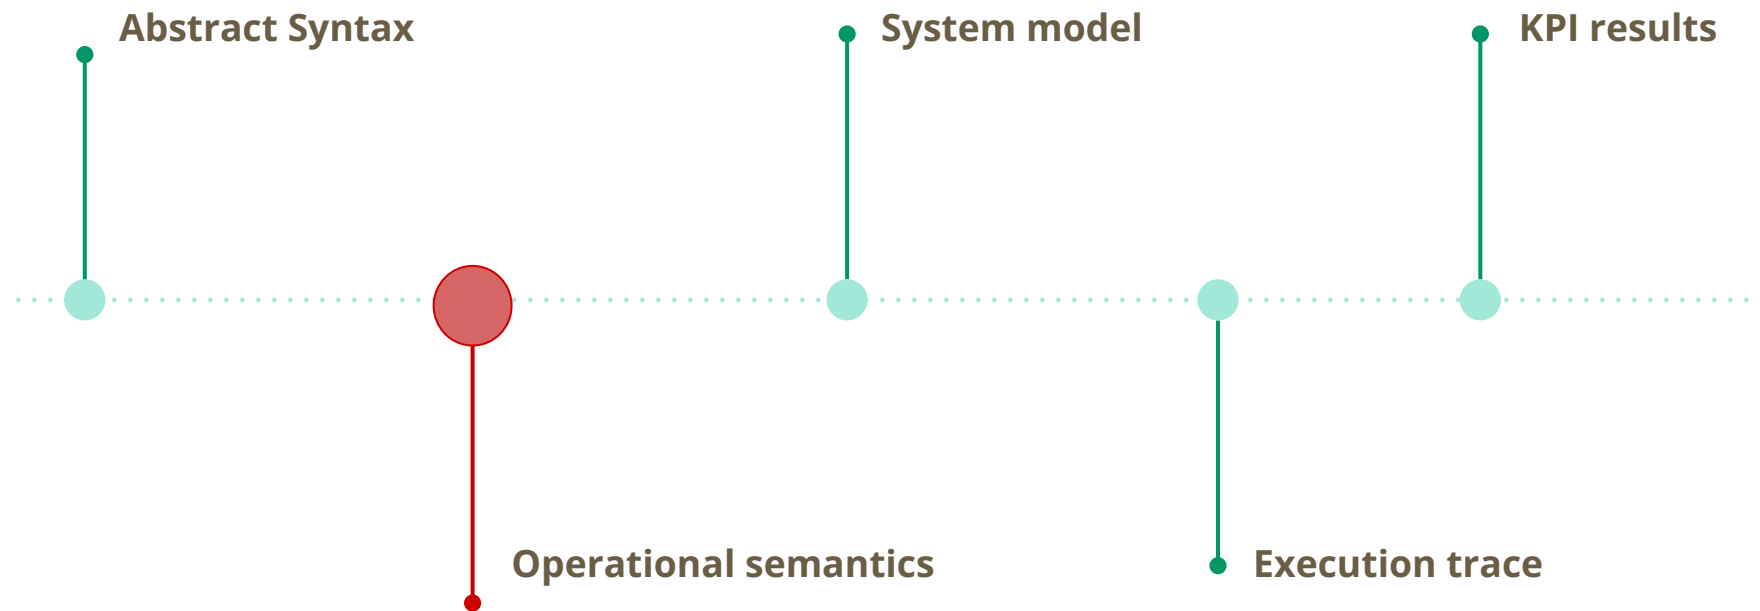 Abstract Syntax
System model
KPI results
Operational semantics
Execution trace